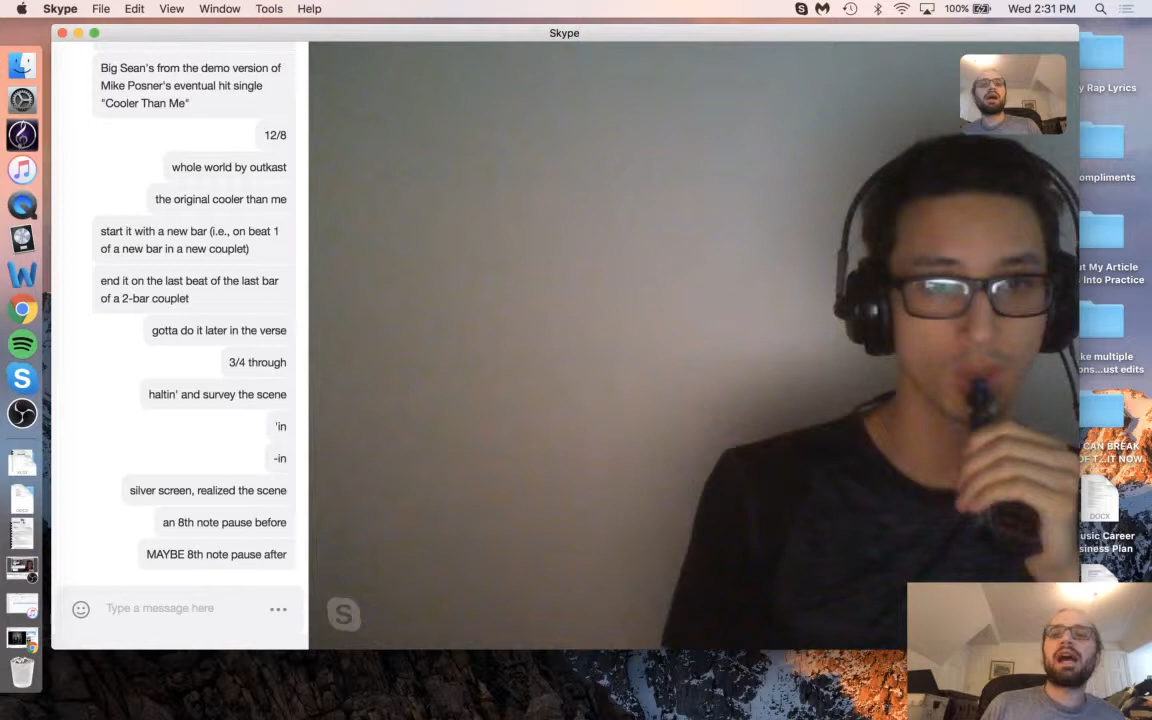 Skype File Edit View Window Tools Help
100% Wed 2:31 PM
Skype
Big Sean's from the demo version of
Mike Posner's eventual hit single
"Cooler Than Me"
12/8
whole world by outkast
the original cooler than me
start it with a new bar (i.e., on beat 1
of a new bar in a new couplet)
end it on the last beat of the last bar
of a 2-bar couplet
gotta do it later in the verse
3/4 through
haltin' and survey the scene
'in
-in
silver screen, realized the scene
an 8th note pause before
MAYBE 8th note pause after
Type a message here
S
y Rap Lyrics
ompliments
ut My Article
Into Practice
ke multiple
ons...ust edits
CAN BREAK
OF T...IT NOW
DOCX
usic Career
siness Plan